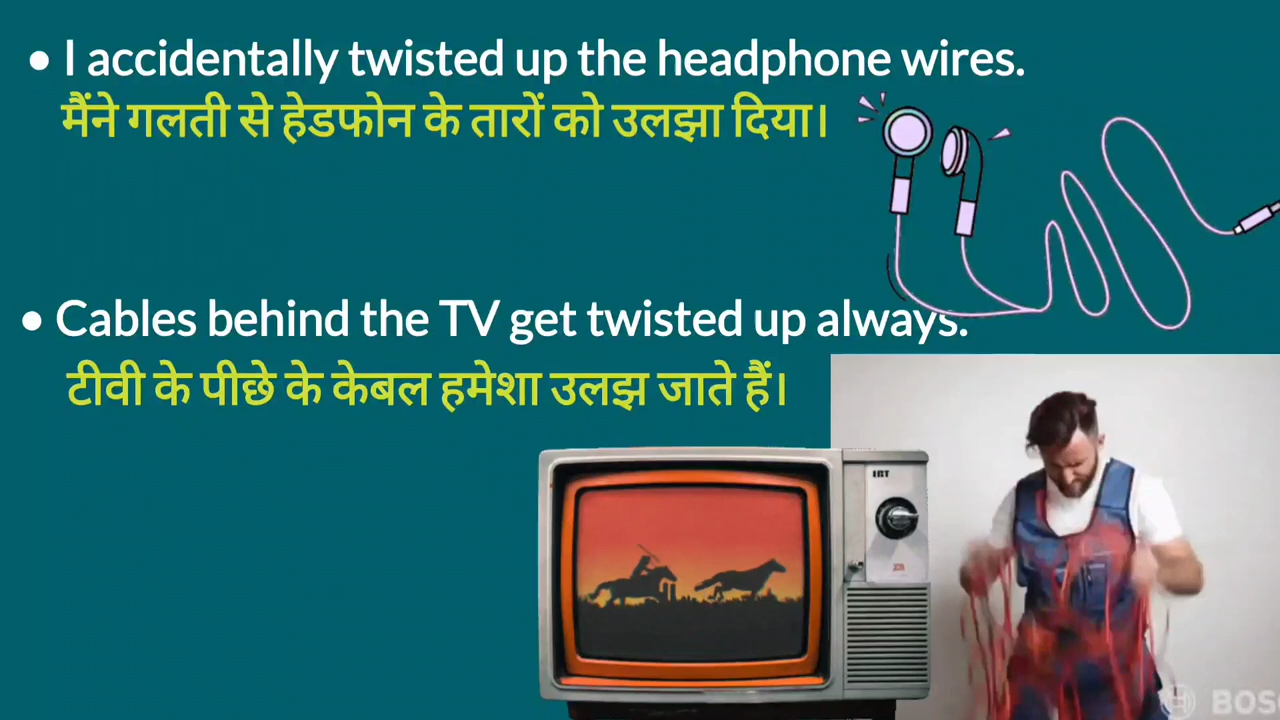 • I accidentally twisted up the headphone wires.
मैंने गलती से हेडफोन के तारों को उलझा दिया।
• Cables behind the TV get twisted up always.
टीवी के पीछे के केबल हमेशा उलझ जाते हैं।
BOS